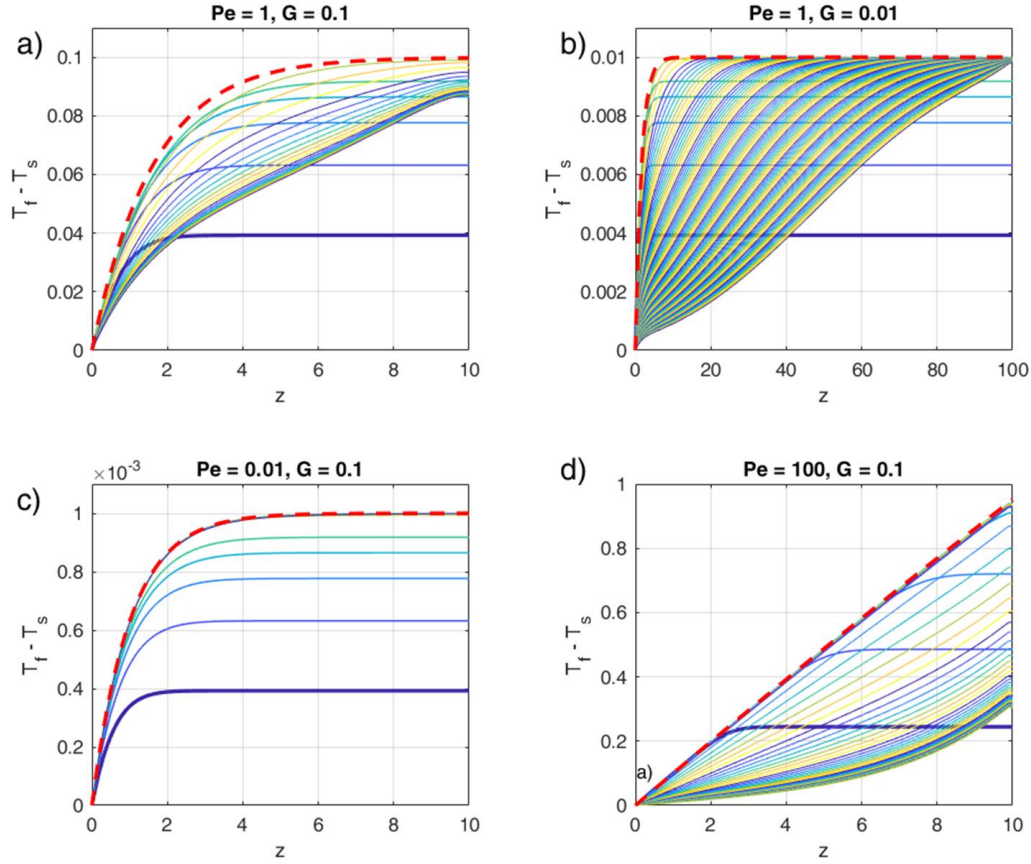 a)
Pe = 1, G = 0.1
T_f - T_s
0.1
0.08
0.06
0.04
0.02
0
0 2 4 6 8 10
z
b)
Pe = 1, G = 0.01
T_f - T_s
0.01
0.008
0.006
0.004
0.002
0
0 20 40 60 80 100
z
c)
×10⁻³
Pe = 0.01, G = 0.1
T_f - T_s
1
0.8
0.6
0.4
0.2
0
0 2 4 6 8 10
z
d)
Pe = 100, G = 0.1
T_f - T_s
1
0.8
0.6
0.4
0.2
a)
0
0 2 4 6 8 10
z